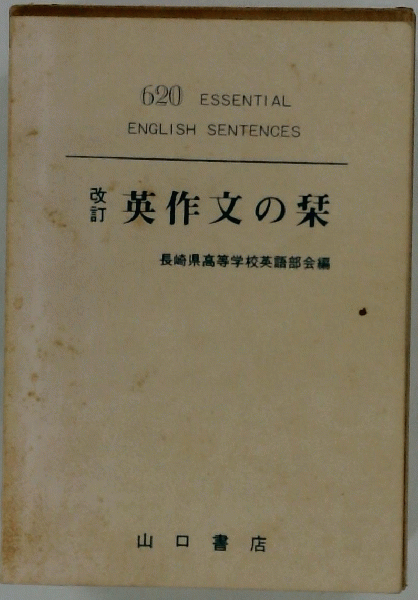 620 ESSENTIAL
ENGLISH SENTENCES
改訂 英作文の栞
長崎県高等学校英語部会編
山口書店